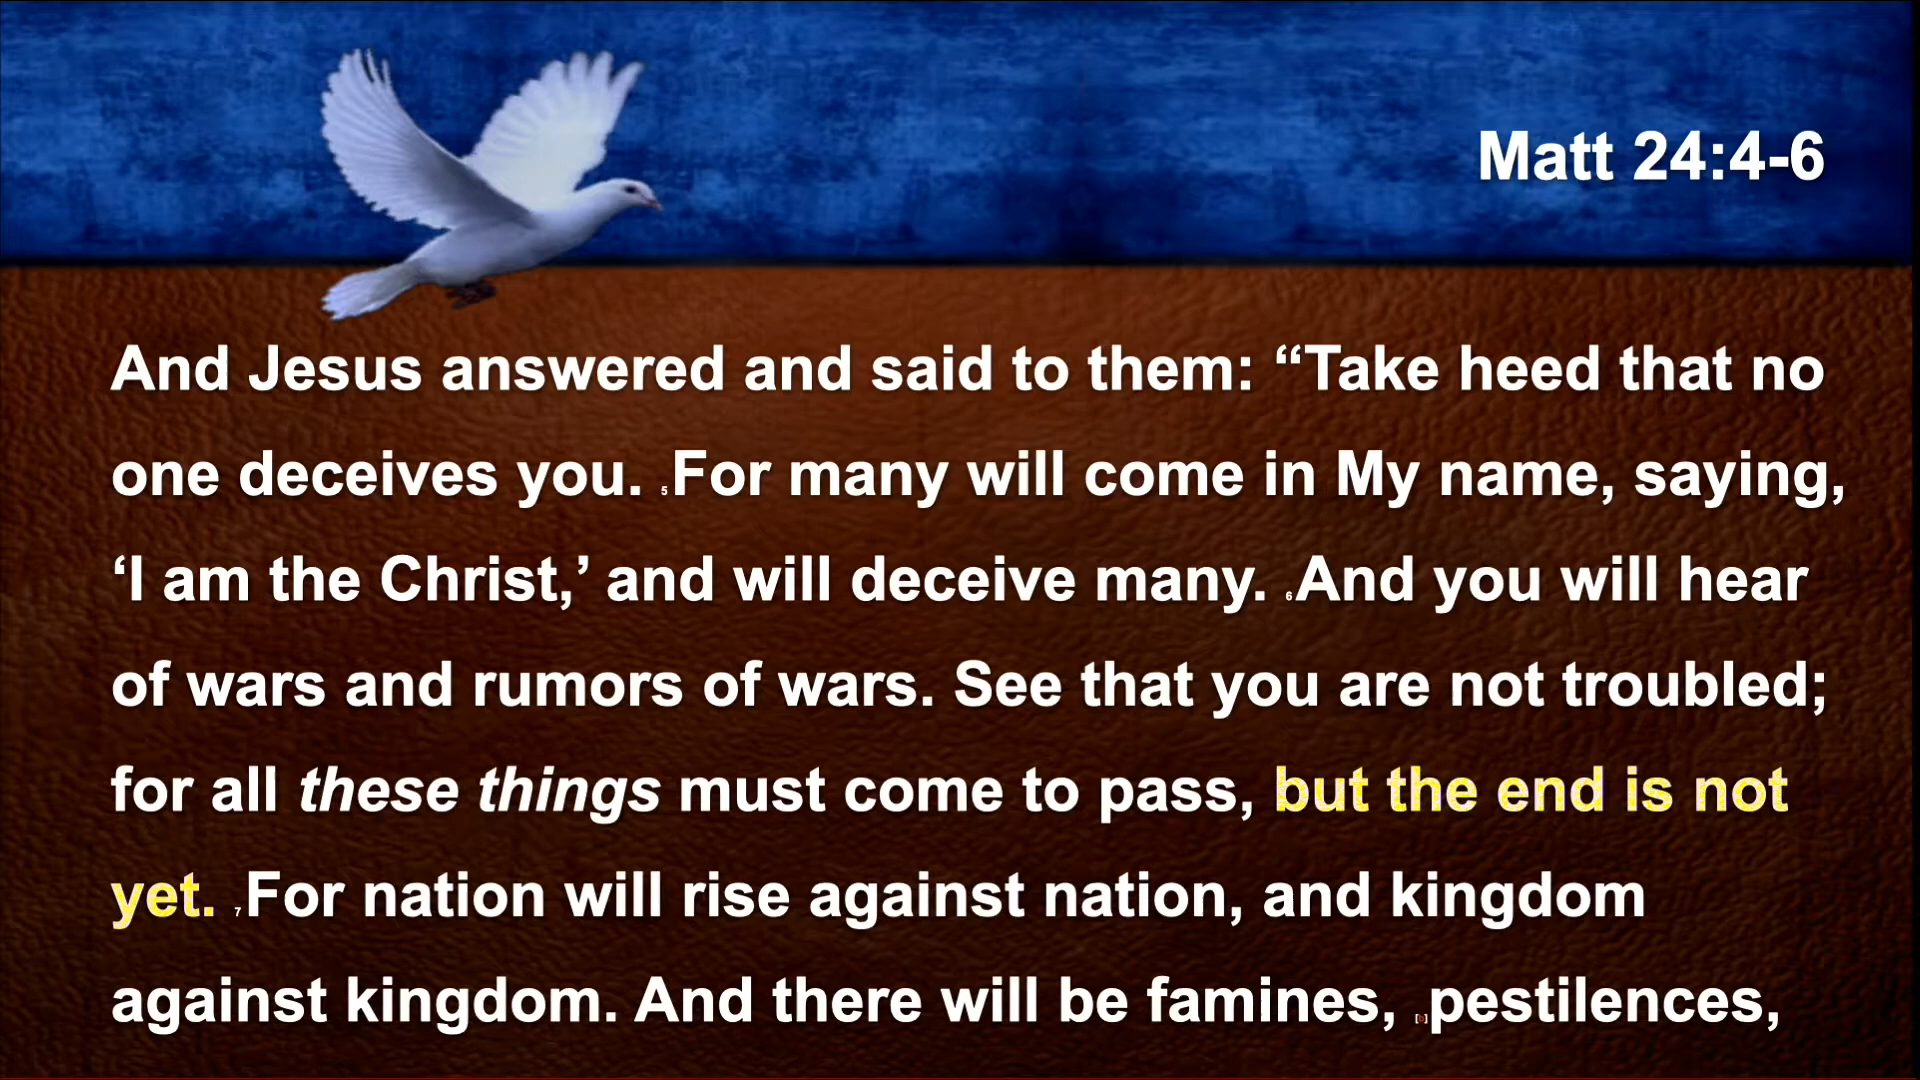 Matt 24:4-6
And Jesus answered and said to them: “Take heed that no
one deceives you. 5For many will come in My name, saying,
‘I am the Christ,’ and will deceive many. 6And you will hear
of wars and rumors of wars. See that you are not troubled;
for all these things must come to pass, but the end is not
yet. 7For nation will rise against nation, and kingdom
against kingdom. And there will be famines, pestilences,